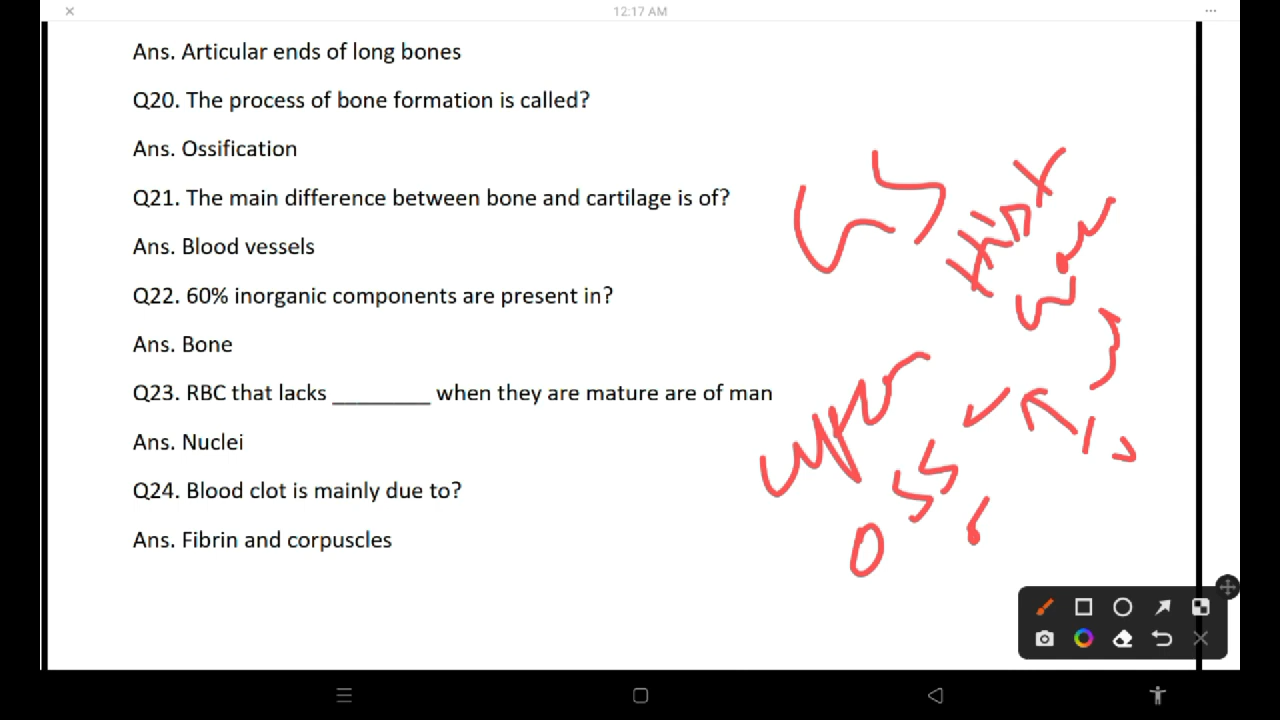 12:17 AM
Ans. Articular ends of long bones
Q20. The process of bone formation is called?
Ans. Ossification
Q21. The main difference between bone and cartilage is of?
Ans. Blood vessels
Q22. 60% inorganic components are present in?
Ans. Bone
Q23. RBC that lacks ________ when they are mature are of man
Ans. Nuclei
Q24. Blood clot is mainly due to?
Ans. Fibrin and corpuscles